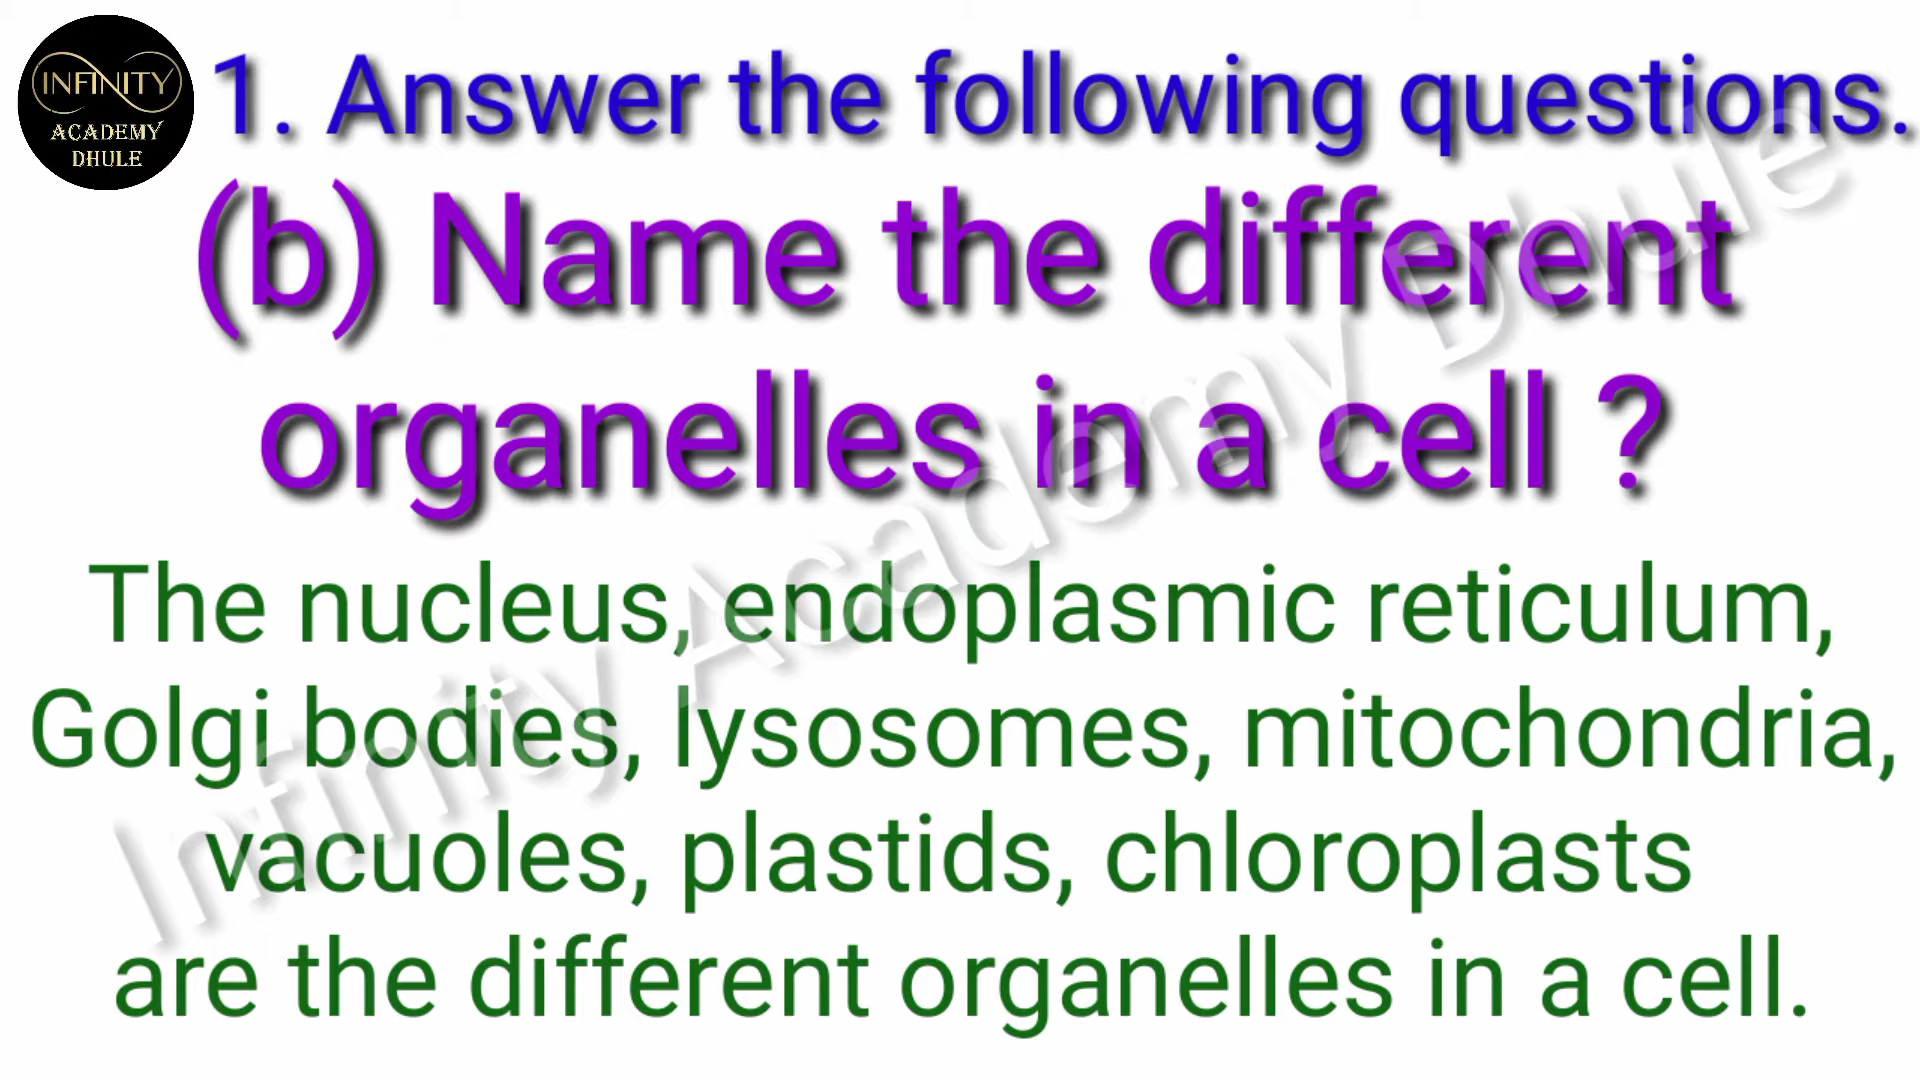 INFINITY
ACADEMY
DHULE
1. Answer the following questions.
(b) Name the different
organelles in a cell ?
The nucleus, endoplasmic reticulum,
Golgi bodies, lysosomes, mitochondria,
vacuoles, plastids, chloroplasts
are the different organelles in a cell.
Infinity Academy Dhule